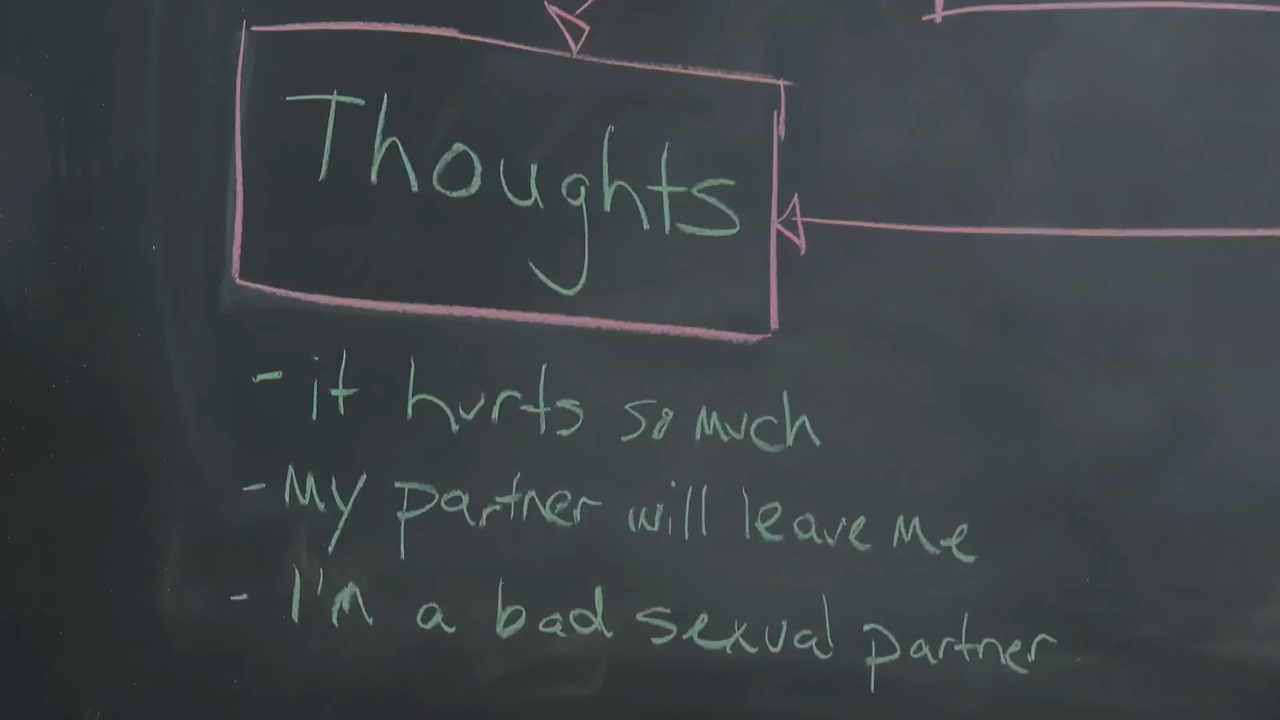 Thoughts
- it hurts so much
- My partner will leave me
- I'm a bad sexual partner